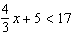 4/3 x + 5 < 17